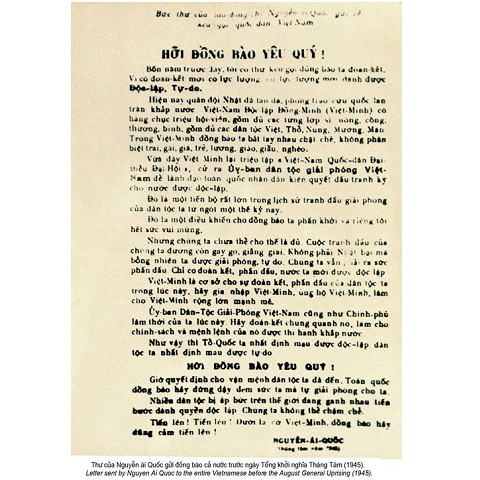 Bức thư của lão đồng chí Nguyễn ái Quốc gửi
kêu gọi quốc dân Việt-Nam
HỠI ĐỒNG BÀO YÊU QUÝ !
Bốn năm trước đây, tôi có thư kêu gọi đồng bào ta đoàn-kết.
Vì có đoàn-kết mới có lực lượng, có lực lượng mới đánh được
Độc-lập, Tự-do.
Hiện nay quân đội Nhật đã tan dã, phong trào cứu quốc lan
tràn khắp nước Việt-Nam Độc lập Đồng Minh (Việt-Minh) có
hàng chục triệu hội-viên, gồm đủ các từng lớp sĩ nông, công,
thương, binh, gồm đủ các dân tộc Việt, Thổ, Nùng, Mường, Mán
Trong Việt-Minh đồng bào ta bắt tay nhau chặt chẽ, không phân
biệt trai, gái, già, trẻ, lương, giáo, giầu, nghèo.
Vừa đây Việt Minh lại triệu tập « Việt-Nam Quốc-dân Đại-
biểu Đại-Hội », cử ra Ủy-ban dân tộc giải phóng Việt-
Nam để lãnh đạo toàn quốc nhân dân kiên quyết đấu tranh kỳ
cho nước được độc-lập.
Đó là một tiến bộ rất lớn trong lịch sử tranh đấu giải phóng
của dân tộc ta từ ngót một thế kỷ nay.
Đó là một điều khiến cho đồng bào ta phấn khởi và riêng tôi
hết sức vui mừng.
Nhưng chúng ta chưa thể cho thế là đủ. Cuộc tranh đấu của
chúng ta đương còn gay go, giằng giai. Không phải Nhật bại mà
bỗng nhiên ta được giải phóng, tự do. Chúng ta vẫn phải ra sức
phấn đấu. Chỉ có đoàn kết, phấn đấu, nước ta mới được độc lập
Việt-Minh là cơ sở cho sự đoàn kết, phấn đấu của dân tộc ta
trong lúc này, hãy gia nhập Việt-Minh, ủng hộ Việt-Minh, làm
cho Việt-Minh rộng lớn mạnh mẽ.
Ủy-ban Dân-Tộc Giải-Phóng Việt-Nam cũng như Chính-phủ
lâm thời của ta lúc này. Hãy đoàn kết chung quanh nó, làm cho
chính-sách và mệnh lệnh của nó được thi hành khắp nước
Như vậy thì Tổ-Quốc ta nhất định mau được độc-lập, dân
tộc ta nhất định mau được tự-do
HỠI ĐỒNG BÀO YÊU QUÝ !
Giờ quyết định cho vận mệnh dân tộc ta đã đến. Toàn quốc
đồng bào hãy đứng dậy đem sức ta mà tự giải phóng cho ta.
Nhiều dân tộc bị áp bức trên thế giới đang ganh nhau tiến
bước dành quyền độc lập Chúng ta không thể chậm chễ.
Tiến lên ! Tiến lên ! Dưới lá cờ Việt-Minh, đồng bào hãy
dũng cảm tiến lên !
NGUYỄN-ÁI-QUỐC
(tháng tám năm 1945)
Thư của Nguyễn ái Quốc gửi đồng bào cả nước trước ngày Tổng khởi nghĩa Tháng Tám (1945).
Letter sent by Nguyen Ai Quoc to the entire Vietnamese before the August General Uprising (1945).